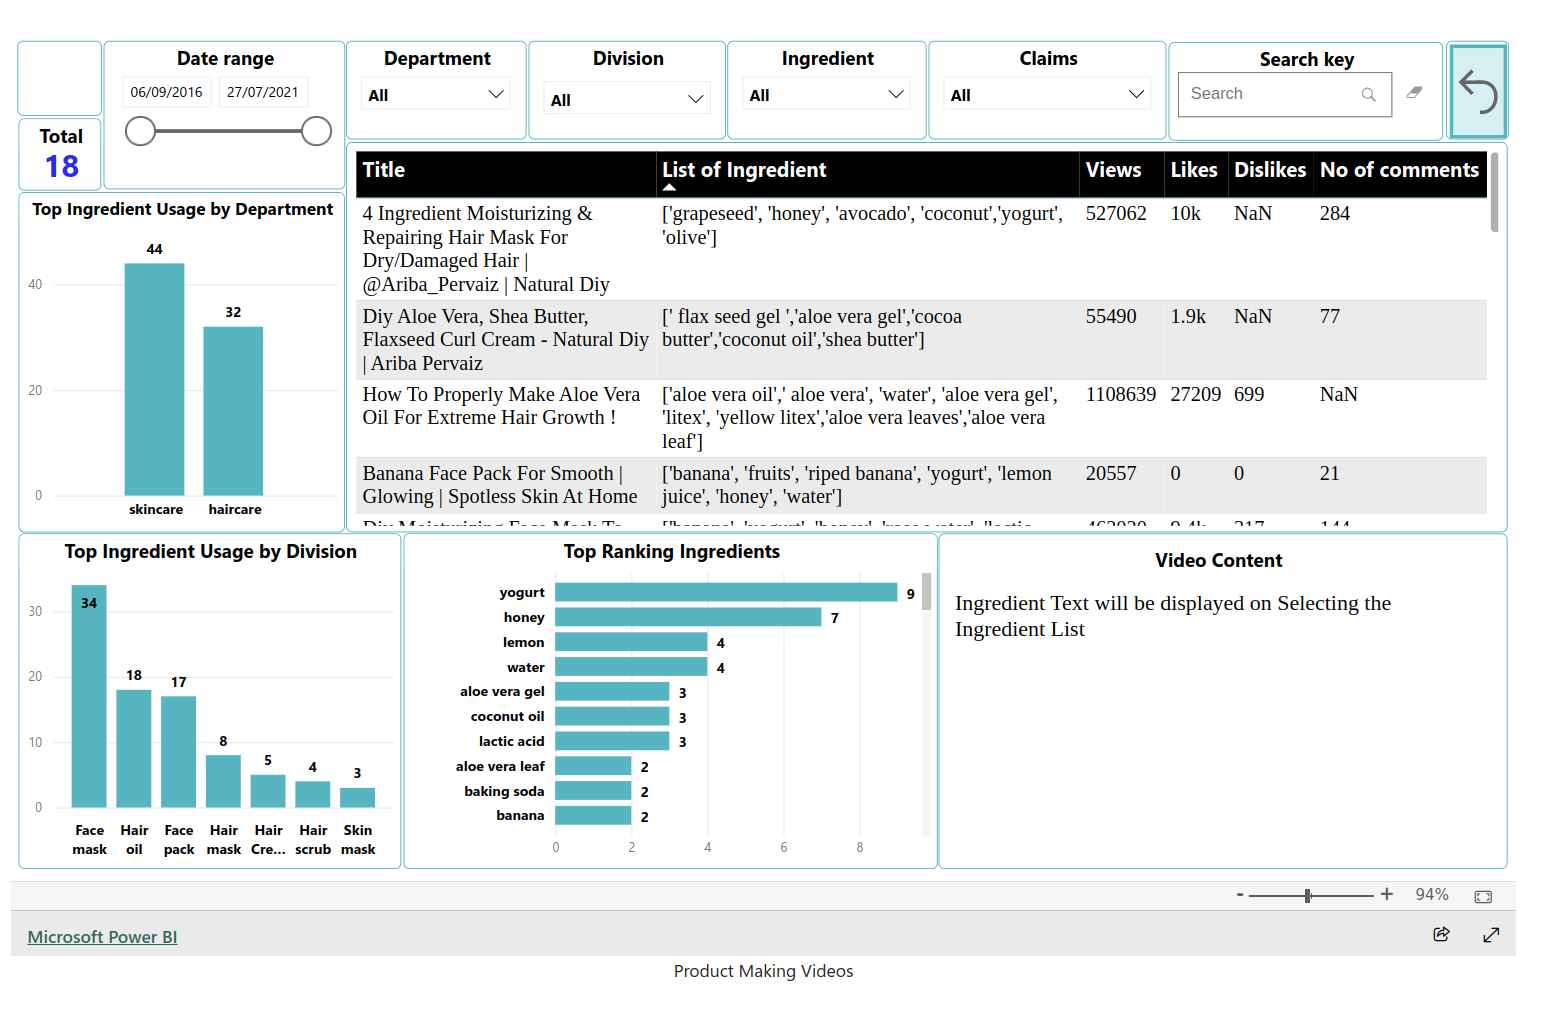 Date range
06/09/2016 27/07/2021
Department
All
Division
All
Ingredient
All
Claims
All
Search key
Search
Total
18
Title List of Ingredient Views Likes Dislikes No of comments
4 Ingredient Moisturizing & ['grapeseed', 'honey', 'avocado', 'coconut','yogurt', 527062 10k NaN 284
Repairing Hair Mask For 'olive']
Dry/Damaged Hair |
@Ariba_Pervaiz | Natural Diy
Diy Aloe Vera, Shea Butter, [' flax seed gel ','aloe vera gel','cocoa 55490 1.9k NaN 77
Flaxseed Curl Cream - Natural Diy butter','coconut oil','shea butter']
| Ariba Pervaiz
How To Properly Make Aloe Vera ['aloe vera oil',' aloe vera', 'water', 'aloe vera gel', 1108639 27209 699 NaN
Oil For Extreme Hair Growth ! 'litex', 'yellow litex','aloe vera leaves','aloe vera
leaf']
Banana Face Pack For Smooth | ['banana', 'fruits', 'riped banana', 'yogurt', 'lemon 20557 0 0 21
Glowing | Spotless Skin At Home juice', 'honey', 'water']
Top Ingredient Usage by Department
44
32
40
20
0
skincare haircare
Top Ingredient Usage by Division
34
18
17
8
5
4
3
30
20
10
0
Face mask
Hair oil
Face pack
Hair mask
Hair Cre...
Hair scrub
Skin mask
Top Ranking Ingredients
yogurt 9
honey 7
lemon 4
water 4
aloe vera gel 3
coconut oil 3
lactic acid 3
aloe vera leaf 2
baking soda 2
banana 2
0 2 4 6 8
Video Content
Ingredient Text will be displayed on Selecting the
Ingredient List
- + 94%
Microsoft Power BI
Product Making Videos